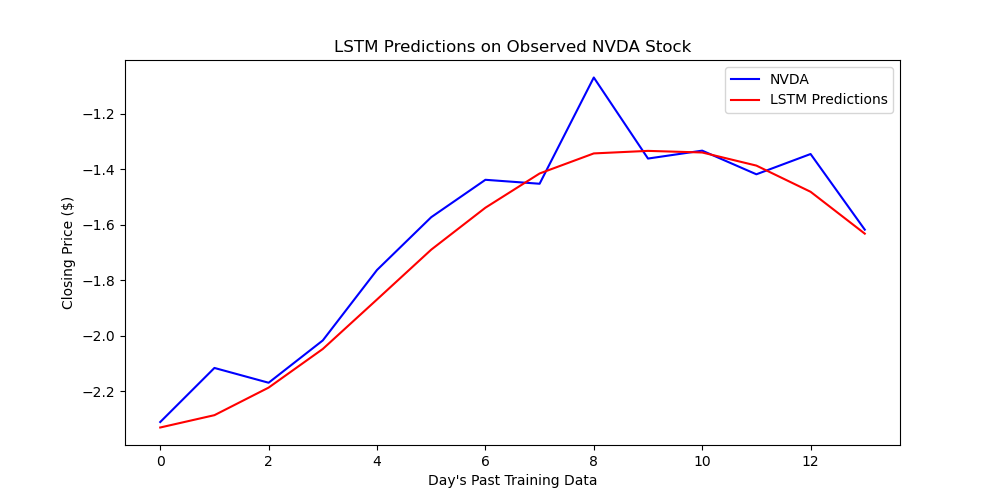 LSTM Predictions on Observed NVDA Stock
NVDA
LSTM Predictions
−1.2
−1.4
−1.6
−1.8
−2.0
−2.2
Closing Price ($)
0 2 4 6 8 10 12
Day's Past Training Data